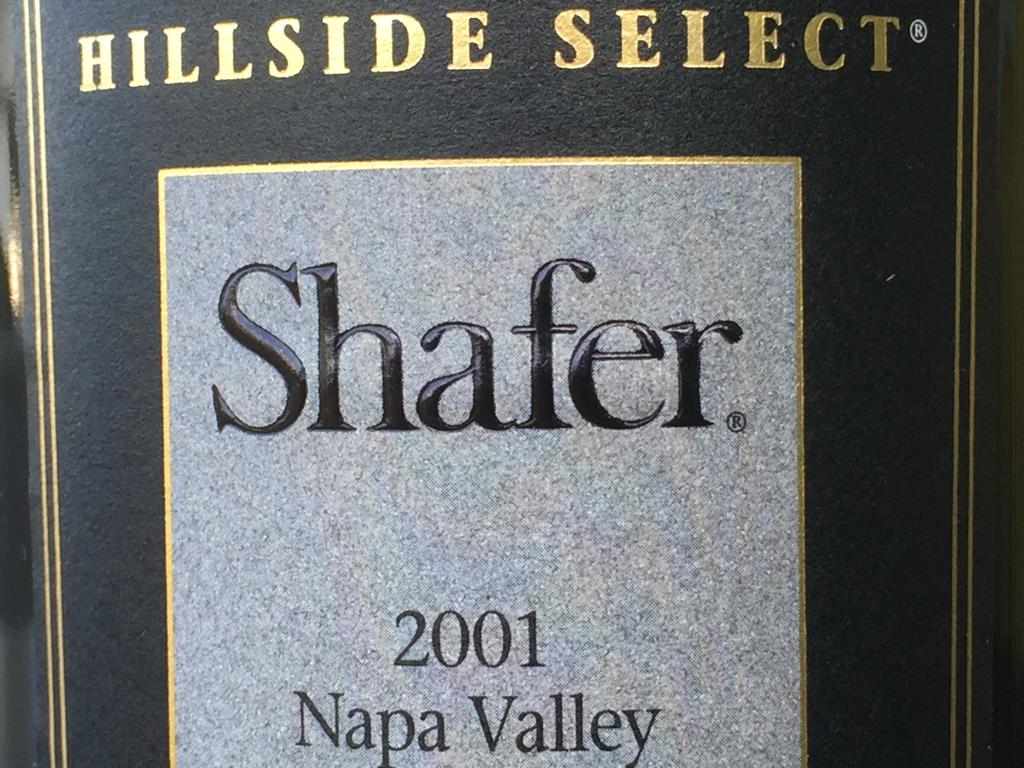 HILLSIDE SELECT®
Shafer®
2001
Napa Valley